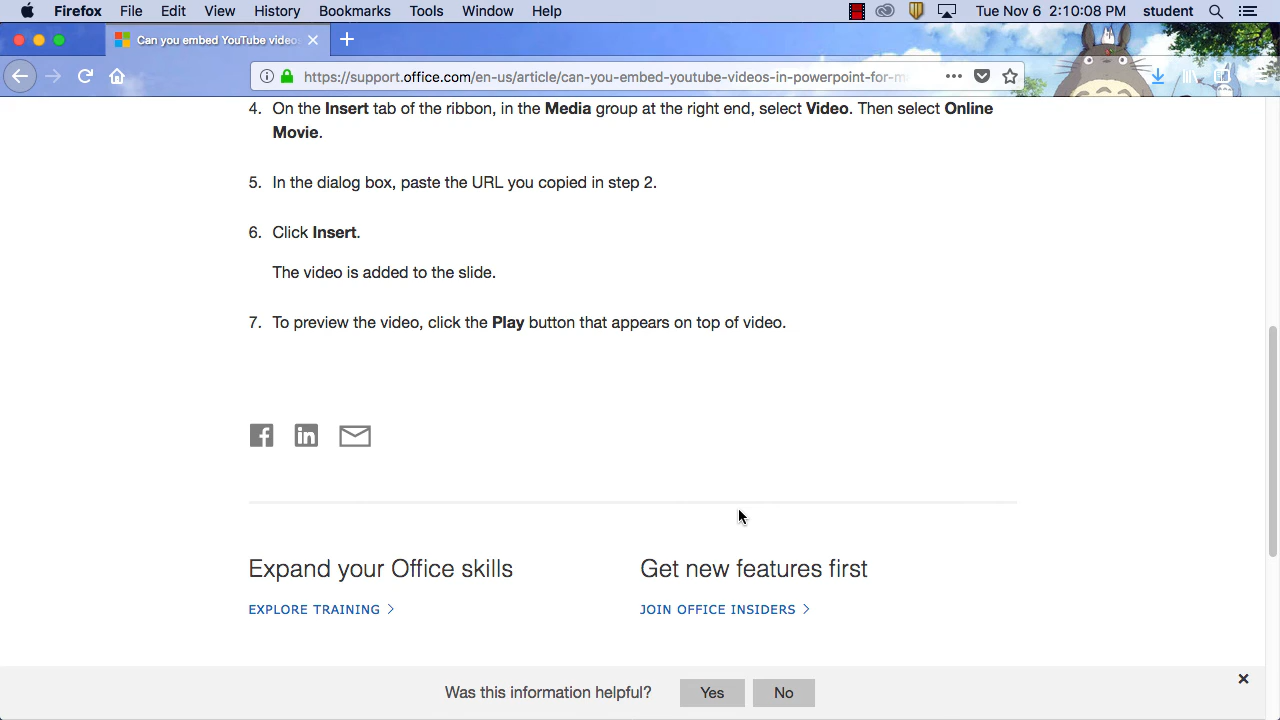 Firefox File Edit View History Bookmarks Tools Window Help Tue Nov 6 2:10:08 PM student
Can you embed YouTube video
https://support.office.com/en-us/article/can-you-embed-youtube-videos-in-powerpoint-for-m
4. On the Insert tab of the ribbon, in the Media group at the right end, select Video. Then select Online
Movie.
5. In the dialog box, paste the URL you copied in step 2.
6. Click Insert.
The video is added to the slide.
7. To preview the video, click the Play button that appears on top of video.
Expand your Office skills
Get new features first
EXPLORE TRAINING >
JOIN OFFICE INSIDERS >
Was this information helpful? Yes No